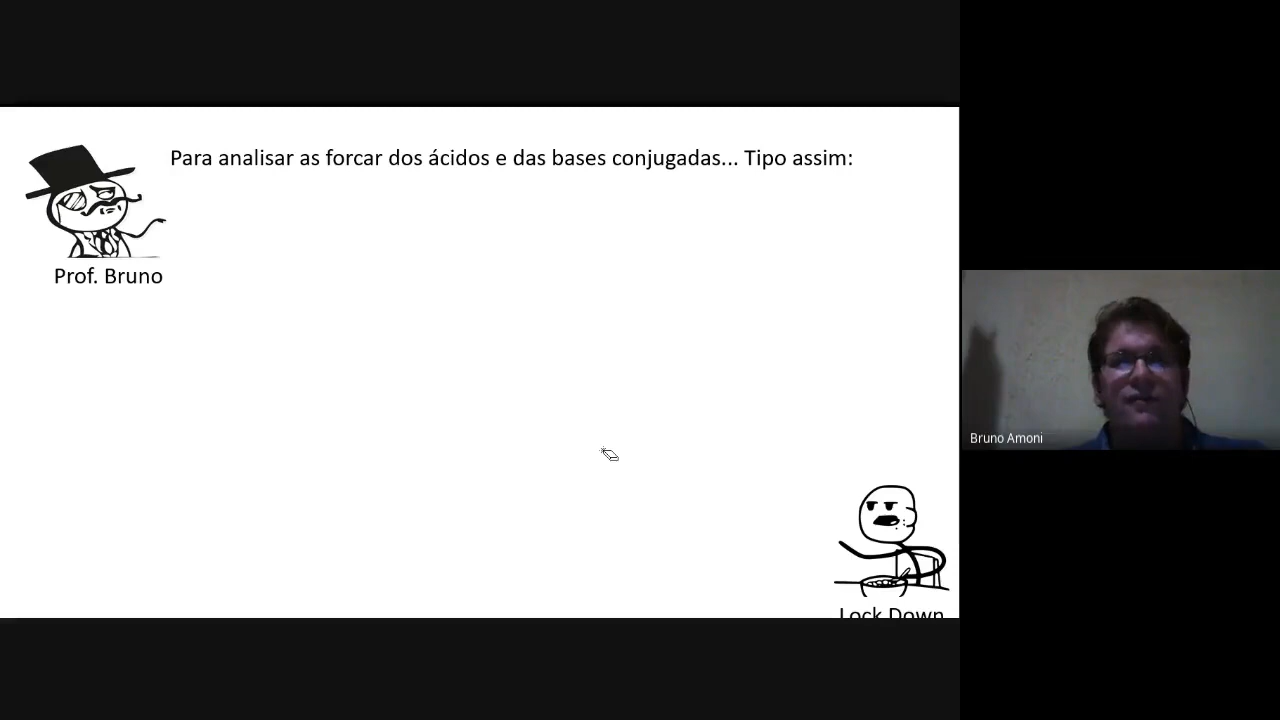 Para analisar as forcar dos ácidos e das bases conjugadas... Tipo assim:
Prof. Bruno
Bruno Amoni
Lock Down